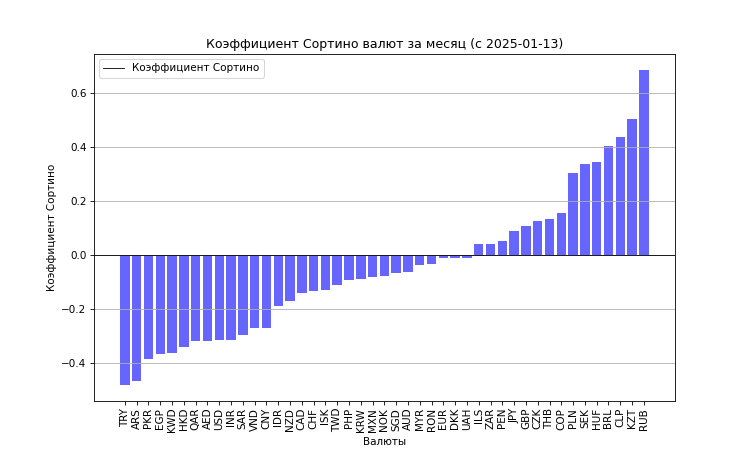 Коэффициент Сортино валют за месяц (с 2025-01-13)
Коэффициент Сортино
Коэффициент Сортино
0.6
0.4
0.2
0.0
−0.2
−0.4
TRY
ARS
PKR
EGP
KWD
HKD
QAR
AED
USD
INR
SAR
VND
CNY
IDR
NZD
CAD
CHF
ISK
TWD
PHP
KRW
MXN
NOK
SGD
AUD
MYR
RON
EUR
DKK
UAH
ILS
ZAR
PEN
JPY
GBP
CZK
THB
COP
PLN
SEK
HUF
BRL
CLP
KZT
RUB
Валюты